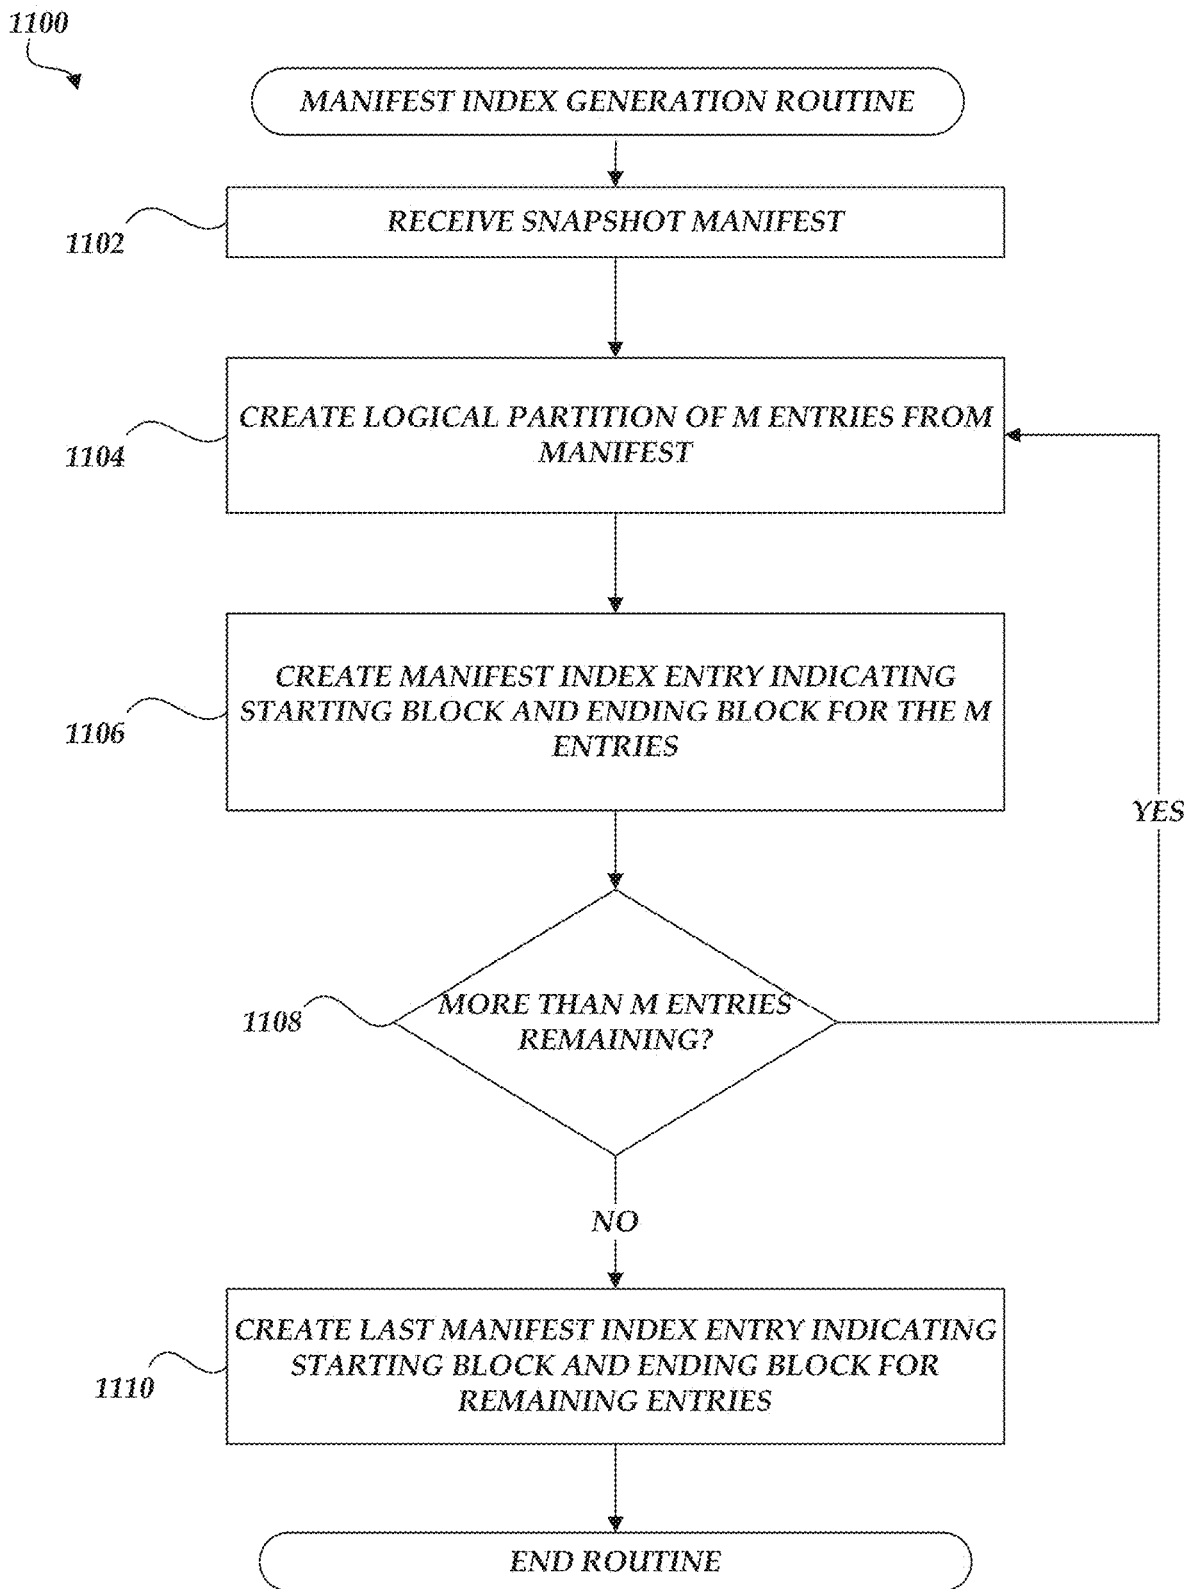 1100
MANIFEST INDEX GENERATION ROUTINE
RECEIVE SNAPSHOT MANIFEST
1102
CREATE LOGICAL PARTITION OF M ENTRIES FROM
MANIFEST
1104
CREATE MANIFEST INDEX ENTRY INDICATING
STARTING BLOCK AND ENDING BLOCK FOR THE M
ENTRIES
1106
YES
MORE THAN M ENTRIES
REMAINING?
1108
NO
CREATE LAST MANIFEST INDEX ENTRY INDICATING
STARTING BLOCK AND ENDING BLOCK FOR
REMAINING ENTRIES
1110
END ROUTINE